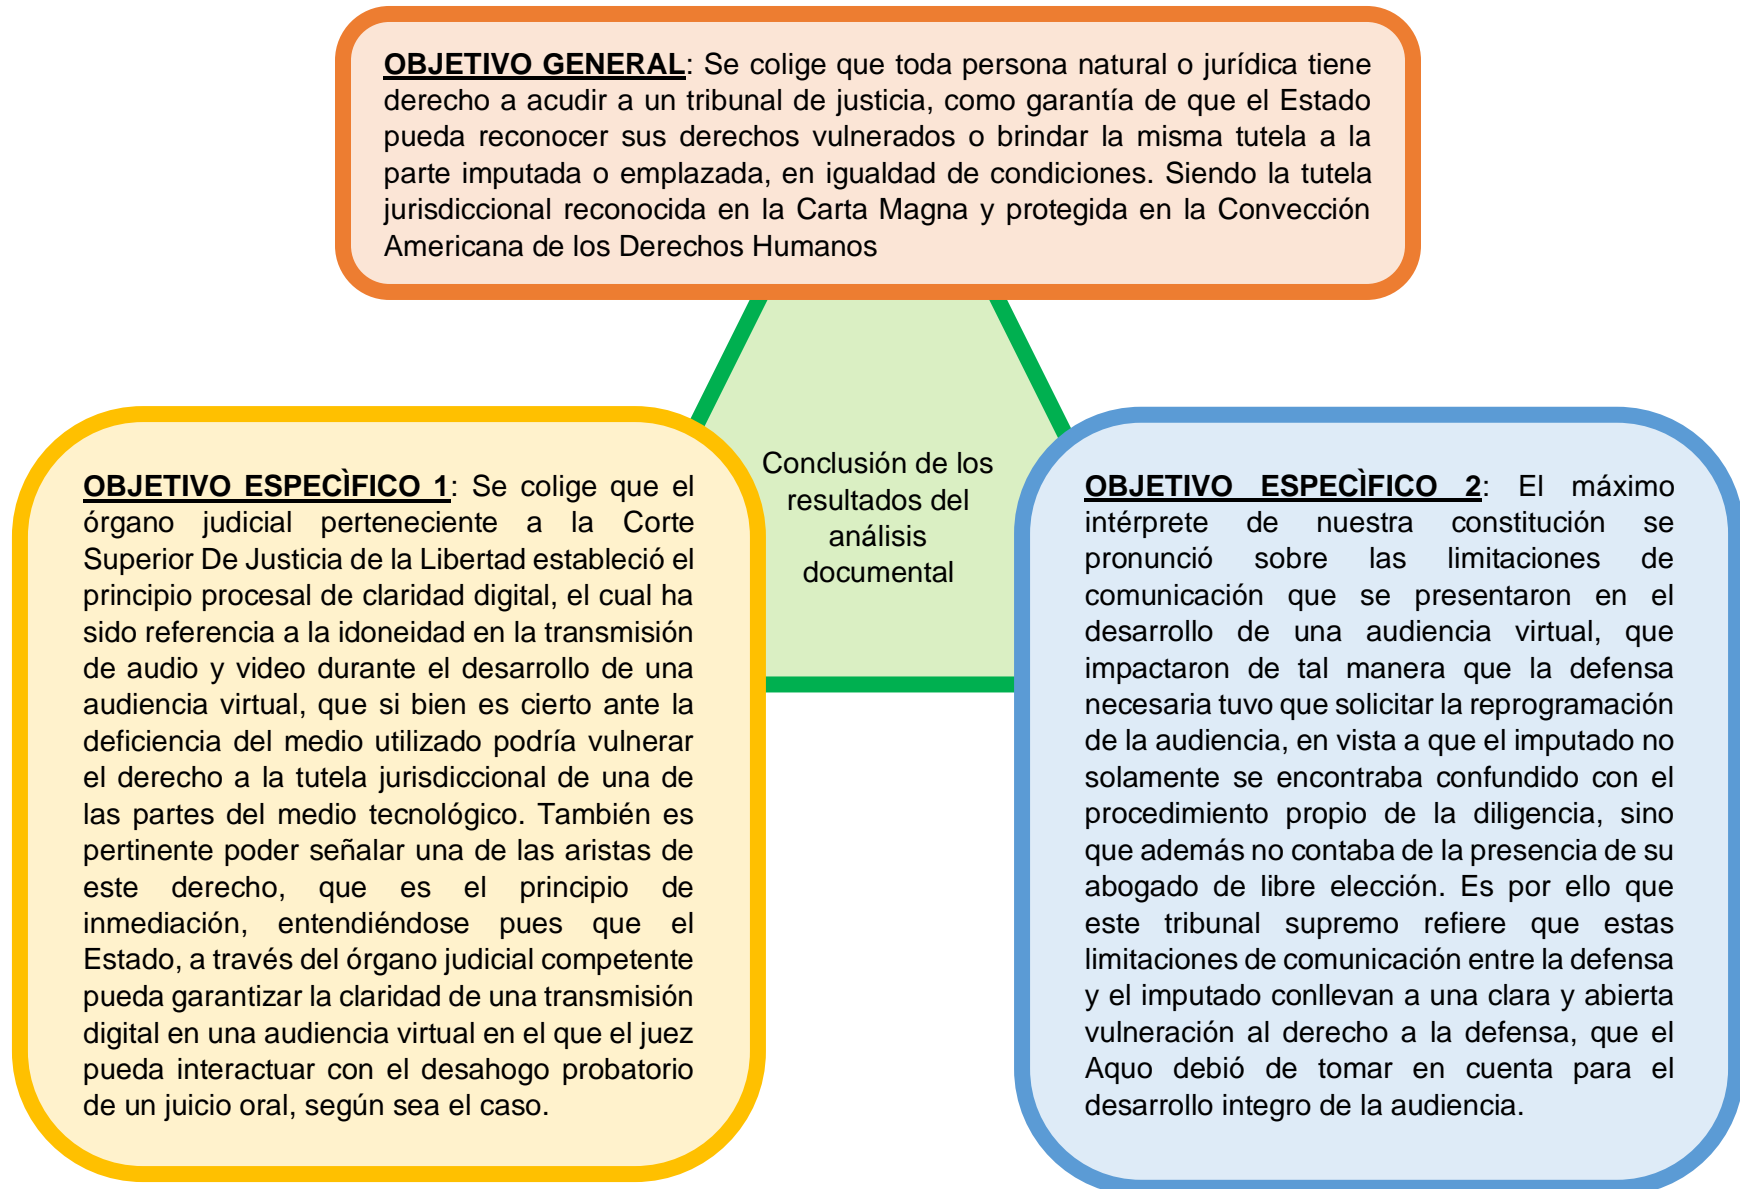 OBJETIVO GENERAL: Se colige que toda persona natural o jurídica tiene
derecho a acudir a un tribunal de justicia, como garantía de que el Estado
pueda reconocer sus derechos vulnerados o brindar la misma tutela a la
parte imputada o emplazada, en igualdad de condiciones. Siendo la tutela
jurisdiccional reconocida en la Carta Magna y protegida en la Convección
Americana de los Derechos Humanos
Conclusión de los
resultados del
análisis
documental
OBJETIVO ESPECÌFICO 1: Se colige que el
órgano judicial perteneciente a la Corte
Superior De Justicia de la Libertad estableció el
principio procesal de claridad digital, el cual ha
sido referencia a la idoneidad en la transmisión
de audio y video durante el desarrollo de una
audiencia virtual, que si bien es cierto ante la
deficiencia del medio utilizado podría vulnerar
el derecho a la tutela jurisdiccional de una de
las partes del medio tecnológico. También es
pertinente poder señalar una de las aristas de
este derecho, que es el principio de
inmediación, entendiéndose pues que el
Estado, a través del órgano judicial competente
pueda garantizar la claridad de una transmisión
digital en una audiencia virtual en el que el juez
pueda interactuar con el desahogo probatorio
de un juicio oral, según sea el caso.
OBJETIVO ESPECÌFICO 2: El máximo
intérprete de nuestra constitución se
pronunció sobre las limitaciones de
comunicación que se presentaron en el
desarrollo de una audiencia virtual, que
impactaron de tal manera que la defensa
necesaria tuvo que solicitar la reprogramación
de la audiencia, en vista a que el imputado no
solamente se encontraba confundido con el
procedimiento propio de la diligencia, sino
que además no contaba de la presencia de su
abogado de libre elección. Es por ello que
este tribunal supremo refiere que estas
limitaciones de comunicación entre la defensa
y el imputado conllevan a una clara y abierta
vulneración al derecho a la defensa, que el
Aquo debió de tomar en cuenta para el
desarrollo integro de la audiencia.